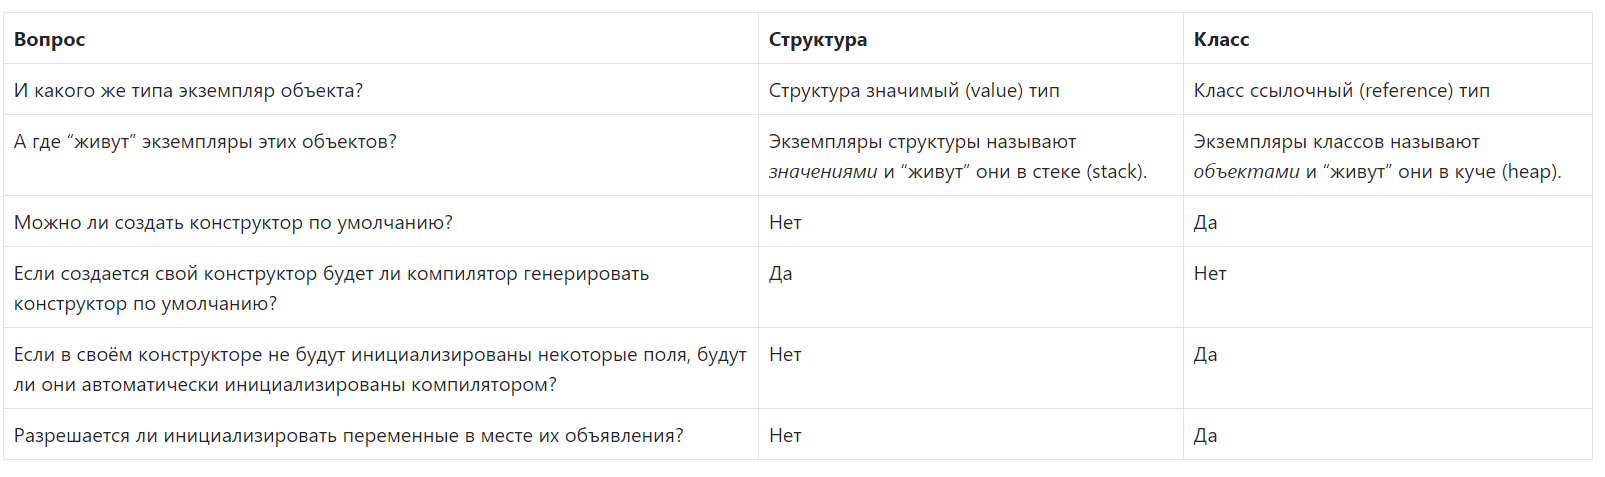 Вопрос Структура Класс
И какого же типа экземпляр объекта? Структура значимый (value) тип Класс ссылочный (reference) тип
А где “живут” экземпляры этих объектов? Экземпляры структуры называют Экземпляры классов называют
значениями и “живут” они в стеке (stack). объектами и “живут” они в куче (heap).
Можно ли создать конструктор по умолчанию? Нет Да
Если создается свой конструктор будет ли компилятор генерировать Да Нет
конструктор по умолчанию?
Если в своём конструкторе не будут инициализированы некоторые поля, будут Нет Да
ли они автоматически инициализированы компилятором?
Разрешается ли инициализировать переменные в месте их объявления? Нет Да